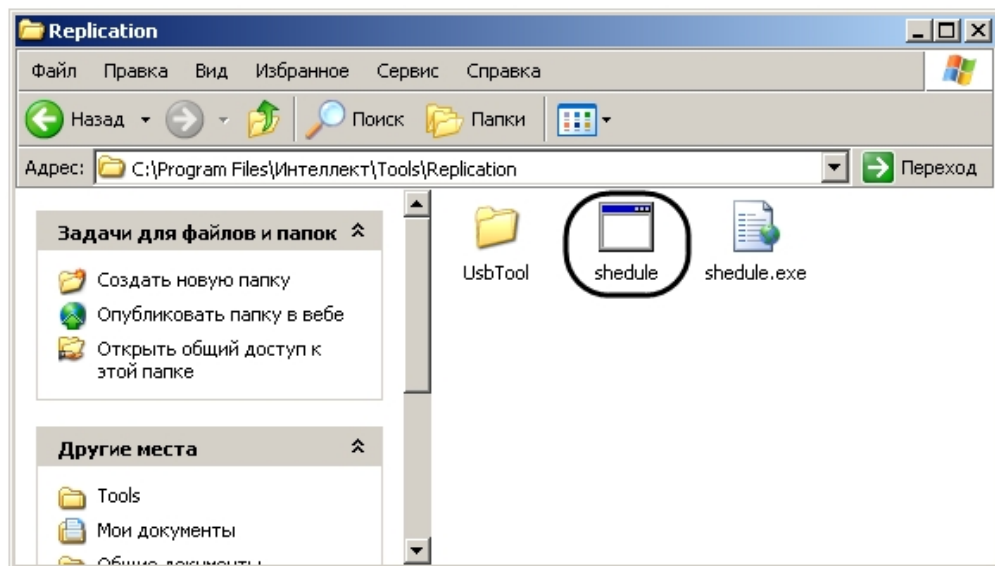 Replication
Файл Правка Вид Избранное Сервис Справка
Назад Поиск Папки
Адрес: C:\Program Files\Интеллект\Tools\Replication Переход
Задачи для файлов и папок
Создать новую папку
Опубликовать папку в вебе
Открыть общий доступ к
этой папке
Другие места
Tools
Мои документы
Общие документы
UsbTool shedule shedule.exe